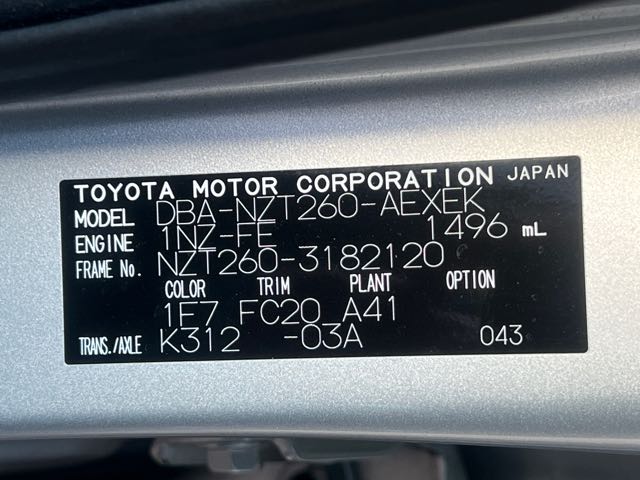 TOYOTA MOTOR CORPORATION JAPAN
MODEL DBA-NZT260-AEXEK
ENGINE 1NZ-FE 1496 mL
FRAME No. NZT260-3182120
COLOR TRIM PLANT OPTION
1F7 FC20 A41
TRANS./AXLE K312 -03A 043